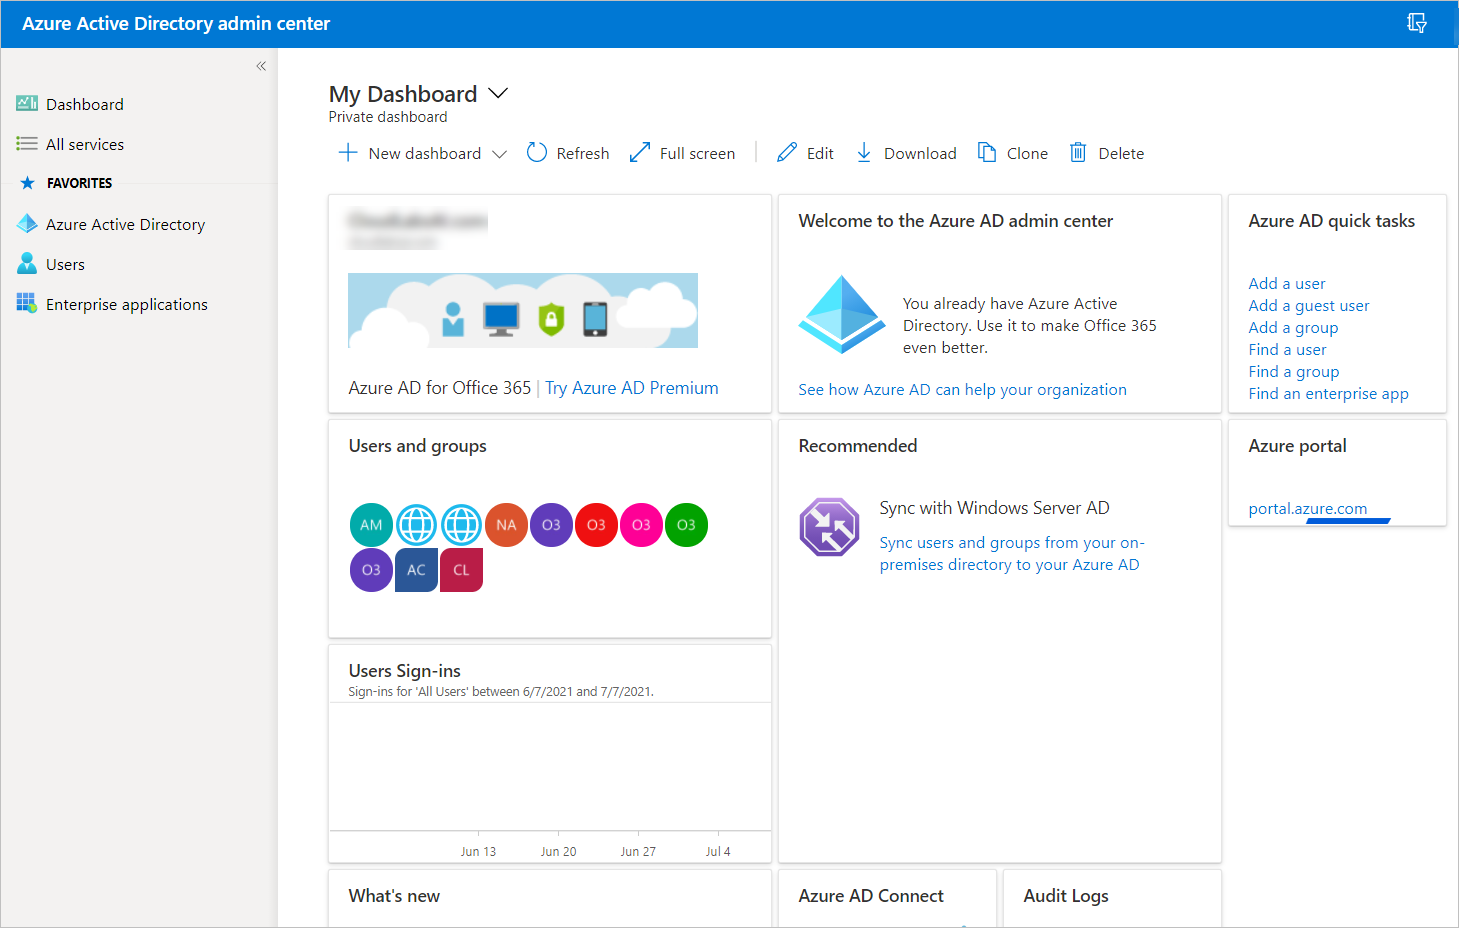 Azure Active Directory admin center
Dashboard
All services
FAVORITES
Azure Active Directory
Users
Enterprise applications
My Dashboard
Private dashboard
New dashboard
Refresh
Full screen
Edit
Download
Clone
Delete
Azure AD for Office 365 | Try Azure AD Premium
Welcome to the Azure AD admin center
You already have Azure Active
Directory. Use it to make Office 365
even better.
See how Azure AD can help your organization
Azure AD quick tasks
Add a user
Add a guest user
Add a group
Find a user
Find a group
Find an enterprise app
Users and groups
AM
NA
O3
O3
O3
O3
O3
AC
CL
Recommended
Sync with Windows Server AD
Sync users and groups from your on-
premises directory to your Azure AD
Azure portal
portal.azure.com
Users Sign-ins
Sign-ins for 'All Users' between 6/7/2021 and 7/7/2021.
Jun 13
Jun 20
Jun 27
Jul 4
What's new
Azure AD Connect
Audit Logs